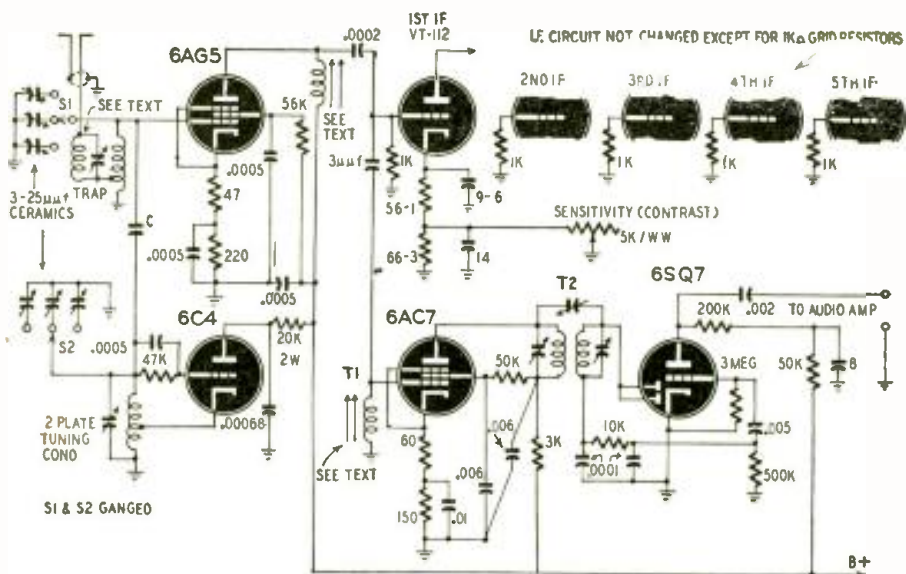 1ST IF
VT-112
I.F. CIRCUIT NOT CHANGED EXCEPT FOR 1KΩ GRID RESISTORS
.0002
6AG5
2ND IF
3RD IF
4TH IF
5TH IF
S1
SEE TEXT
56K
SEE TEXT
.0005
3μμf
1K
1K
1K
1K
1K
TRAP
3-25μμf
CERAMICS
47
9-6
56-1
SENSITIVITY (CONTRAST)
5K/WW
C
.0005
220
66-3
14
.0005
T2
6SQ7
6C4
6AC7
.002
TO AUDIO AMP
200K
S2
.0005
47K
20K
2W
50K
3MEG
50K
8
T1
2 PLATE
TUNING
COND
.00068
60
.006
.006
3K
10K
.005
.0001
500K
SEE TEXT
150
.01
S1 & S2 GANGED
B+